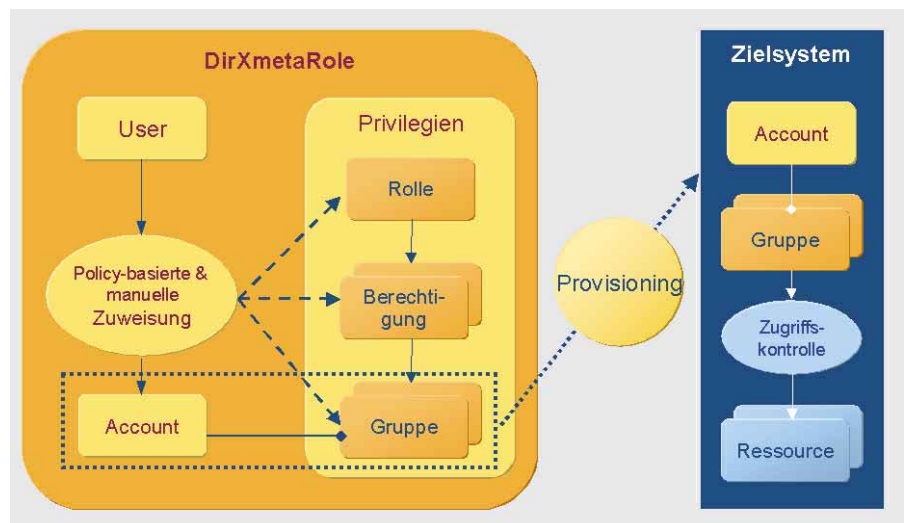 DirXmetaRole
User
Policy-basierte &
manuelle
Zuweisung
Account
Privilegien
Rolle
Berechti-
gung
Gruppe
Provisioning
Zielsystem
Account
Gruppe
Zugriffs-
kontrolle
Ressource